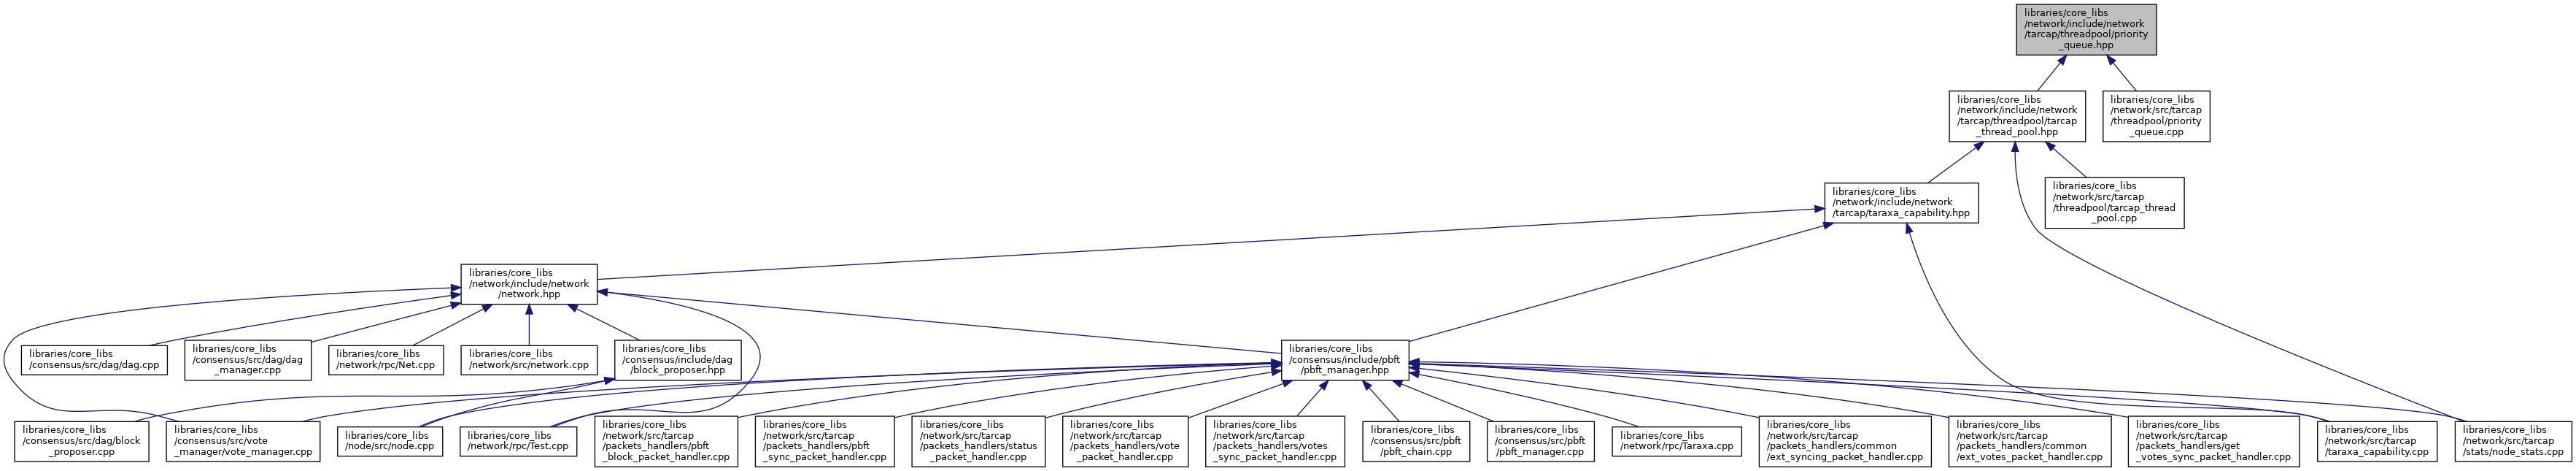 libraries/core_libs
/network/include/network
/tarcap/threadpool/priority
_queue.hpp
libraries/core_libs
/network/include/network
/tarcap/threadpool/tarcap
_thread_pool.hpp
libraries/core_libs
/network/src/tarcap
/threadpool/priority
_queue.cpp
libraries/core_libs
/network/include/network
/tarcap/taraxa_capability.hpp
libraries/core_libs
/network/src/tarcap
/threadpool/tarcap_thread
_pool.cpp
libraries/core_libs
/network/include/network
/network.hpp
libraries/core_libs
/consensus/src/dag/dag.cpp
libraries/core_libs
/consensus/src/dag/dag
_manager.cpp
libraries/core_libs
/network/rpc/Net.cpp
libraries/core_libs
/network/src/network.cpp
libraries/core_libs
/consensus/include/dag
/block_proposer.hpp
libraries/core_libs
/consensus/include/pbft
/pbft_manager.hpp
libraries/core_libs
/consensus/src/dag/block
_proposer.cpp
libraries/core_libs
/consensus/src/vote
_manager/vote_manager.cpp
libraries/core_libs
/node/src/node.cpp
libraries/core_libs
/network/rpc/Test.cpp
libraries/core_libs
/network/src/tarcap
/packets_handlers/pbft
_block_packet_handler.cpp
libraries/core_libs
/network/src/tarcap
/packets_handlers/pbft
_sync_packet_handler.cpp
libraries/core_libs
/network/src/tarcap
/packets_handlers/status
_packet_handler.cpp
libraries/core_libs
/network/src/tarcap
/packets_handlers/vote
_packet_handler.cpp
libraries/core_libs
/network/src/tarcap
/packets_handlers/votes
_sync_packet_handler.cpp
libraries/core_libs
/consensus/src/pbft
/pbft_chain.cpp
libraries/core_libs
/consensus/src/pbft
/pbft_manager.cpp
libraries/core_libs
/network/rpc/Taraxa.cpp
libraries/core_libs
/network/src/tarcap
/packets_handlers/common
/ext_syncing_packet_handler.cpp
libraries/core_libs
/network/src/tarcap
/packets_handlers/common
/ext_votes_packet_handler.cpp
libraries/core_libs
/network/src/tarcap
/packets_handlers/get
_votes_sync_packet_handler.cpp
libraries/core_libs
/network/src/tarcap
/taraxa_capability.cpp
libraries/core_libs
/network/src/tarcap
/stats/node_stats.cpp